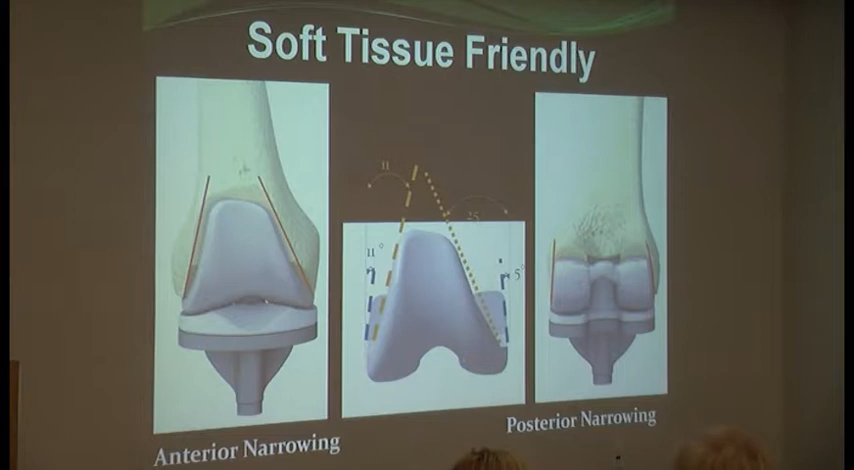 Soft Tissue Friendly
11
25
11°
5°
Anterior Narrowing
Posterior Narrowing